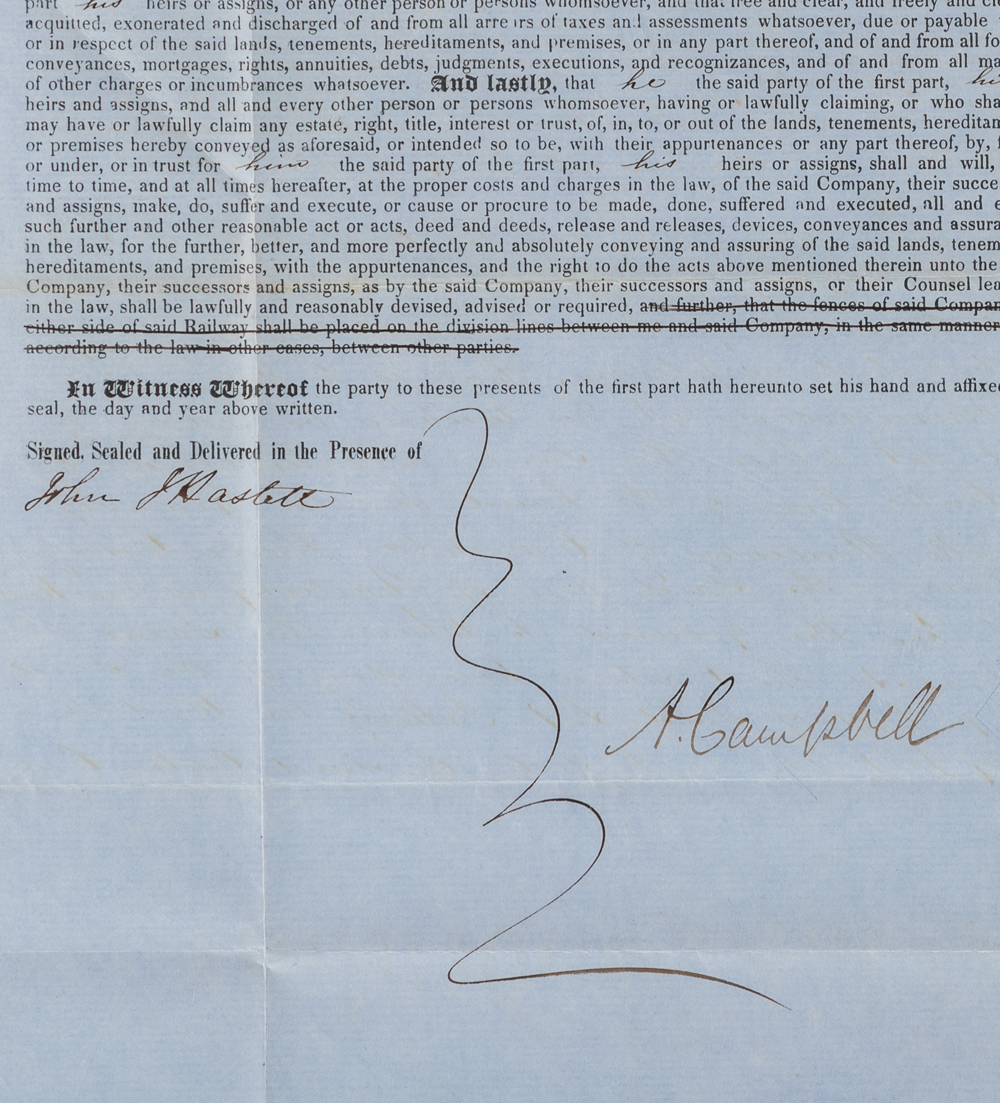 part his heirs or assigns, or any other person or persons whomsoever, and that free and clear, and freely and
acquitted, exonerated and discharged of and from all arrears of taxes and assessments whatsoever, due or payable
or in respect of the said lands, tenements, hereditaments, and premises, or in any part thereof, and of and from all fo
conveyances, mortgages, rights, annuities, debts, judgments, executions, and recognizances, and of and from all ma
of other charges or incumbrances whatsoever. And lastly, that he the said party of the first part, hi
heirs and assigns, and all and every other person or persons whomsoever, having or lawfully claiming, or who sha
may have or lawfully claim any estate, right, title, interest or trust, of, in, to, or out of the lands, tenements, hereditam
or premises hereby conveyed as aforesaid, or intended so to be, with their appurtenances or any part thereof, by, f
or under, or in trust for him the said party of the first part, his heirs or assigns, shall and will,
time to time, and at all times hereafter, at the proper costs and charges in the law, of the said Company, their succe
and assigns, make, do, suffer and execute, or cause or procure to be made, done, suffered and executed, all and e
such further and other reasonable act or acts, deed and deeds, release and releases, devices, conveyances and assura
in the law, for the further, better, and more perfectly and absolutely conveying and assuring of the said lands, tenem
hereditaments, and premises, with the appurtenances, and the right to do the acts above mentioned therein unto the
Company, their successors and assigns, as by the said Company, their successors and assigns, or their Counsel lea
in the law, shall be lawfully and reasonably devised, advised or required, and further, that the fences of said Compan
either side of said Railway shall be placed on the division lines between me and said Company, in the same manner
according to the law in other cases, between other parties.
In Witness Whereof the party to these presents of the first part hath hereunto set his hand and affixe
seal, the day and year above written.
Signed, Sealed and Delivered in the Presence of
John J Haslett
A. Campbell